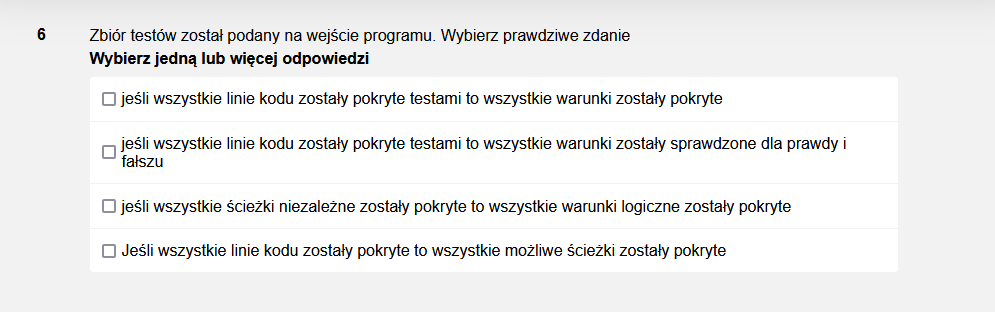 6
Zbiór testów został podany na wejście programu. Wybierz prawdziwe zdanie
Wybierz jedną lub więcej odpowiedzi
jeśli wszystkie linie kodu zostały pokryte testami to wszystkie warunki zostały pokryte
jeśli wszystkie linie kodu zostały pokryte testami to wszystkie warunki zostały sprawdzone dla prawdy i
fałszu
jeśli wszystkie ścieżki niezależne zostały pokryte to wszystkie warunki logiczne zostały pokryte
Jeśli wszystkie linie kodu zostały pokryte to wszystkie możliwe ścieżki zostały pokryte